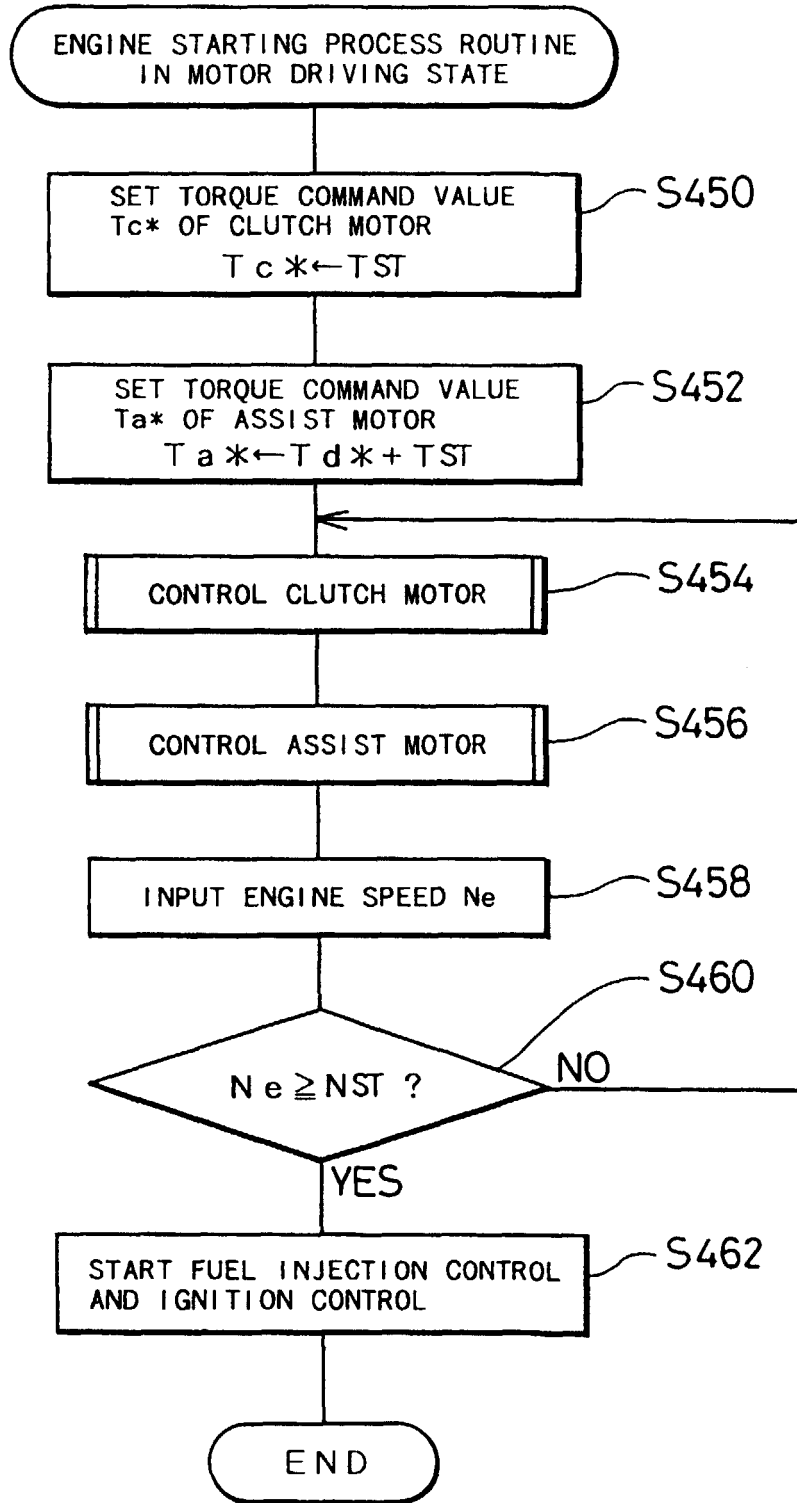 ENGINE STARTING PROCESS ROUTINE
IN MOTOR DRIVING STATE
SET TORQUE COMMAND VALUE
Tc* OF CLUTCH MOTOR
Tc*←TST
S450
SET TORQUE COMMAND VALUE
Ta* OF ASSIST MOTOR
Ta*←Td*+TST
S452
CONTROL CLUTCH MOTOR
S454
CONTROL ASSIST MOTOR
S456
INPUT ENGINE SPEED Ne
S458
S460
Ne≧NST ?
NO
YES
START FUEL INJECTION CONTROL
AND IGNITION CONTROL
S462
END